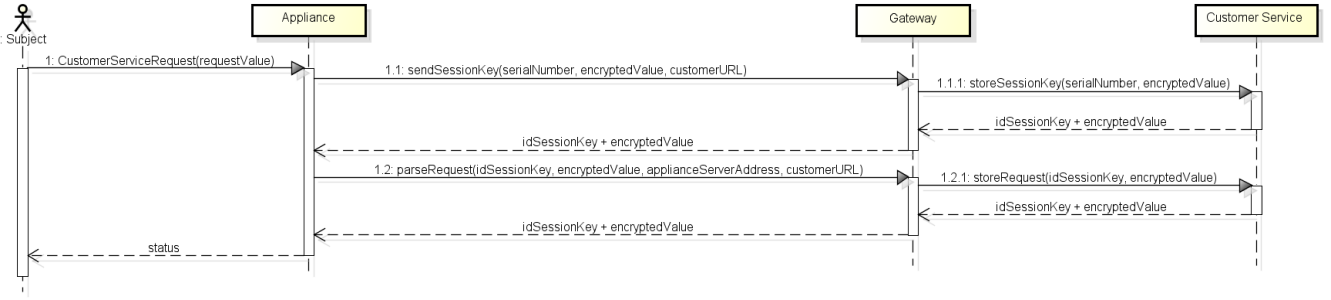 Appliance
Gateway
Customer Service
: Subject
1: CustomerServiceRequest(requestValue)
1.1: sendSessionKey(serialNumber, encryptedValue, customerURL)
1.1.1: storeSessionKey(serialNumber, encryptedValue)
idSessionKey + encryptedValue
idSessionKey + encryptedValue
1.2: parseRequest(idSessionKey, encryptedValue, applianceServerAddress, customerURL)
1.2.1: storeRequest(idSessionKey, encryptedValue)
idSessionKey + encryptedValue
idSessionKey + encryptedValue
status